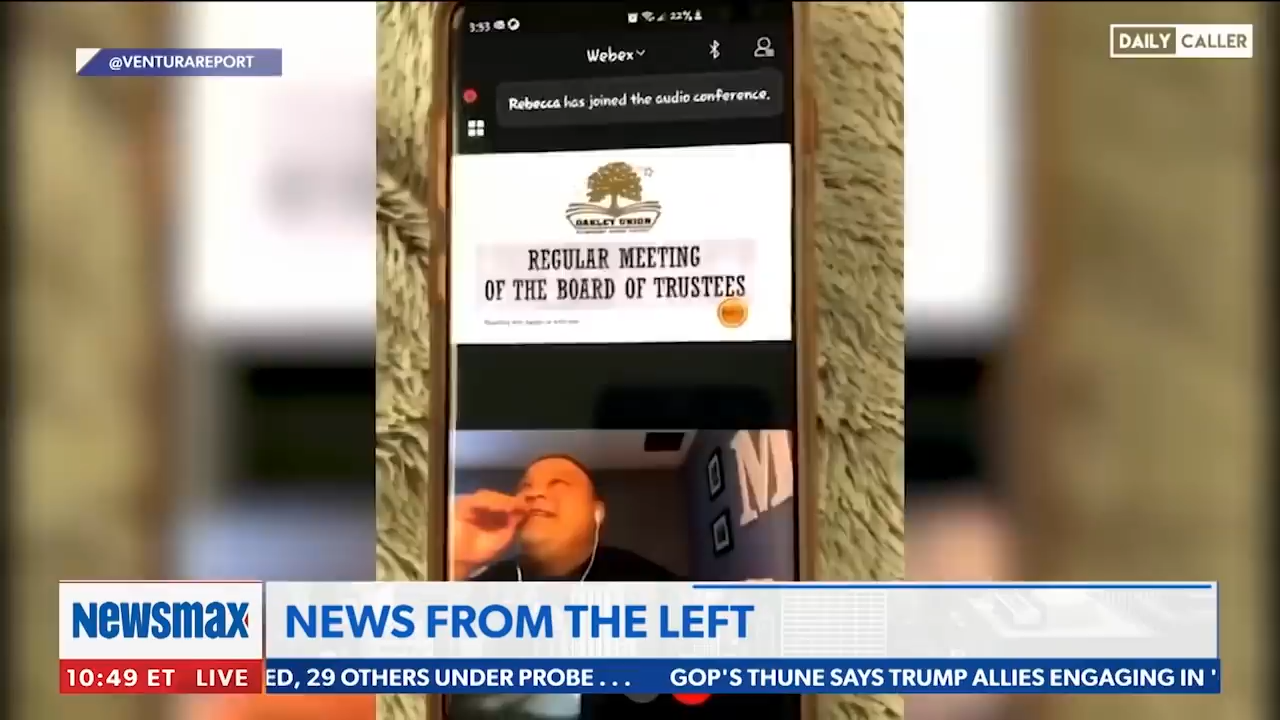 @VENTURAREPORT
DAILY CALLER
3:53
22%
Webex
Rebecca has joined the audio conference.
OAKLEY UNION
REGULAR MEETING
OF THE BOARD OF TRUSTEES
M
NEWSMAX
NEWS FROM THE LEFT
10:49 ET LIVE
ED, 29 OTHERS UNDER PROBE . . . GOP'S THUNE SAYS TRUMP ALLIES ENGAGING IN '